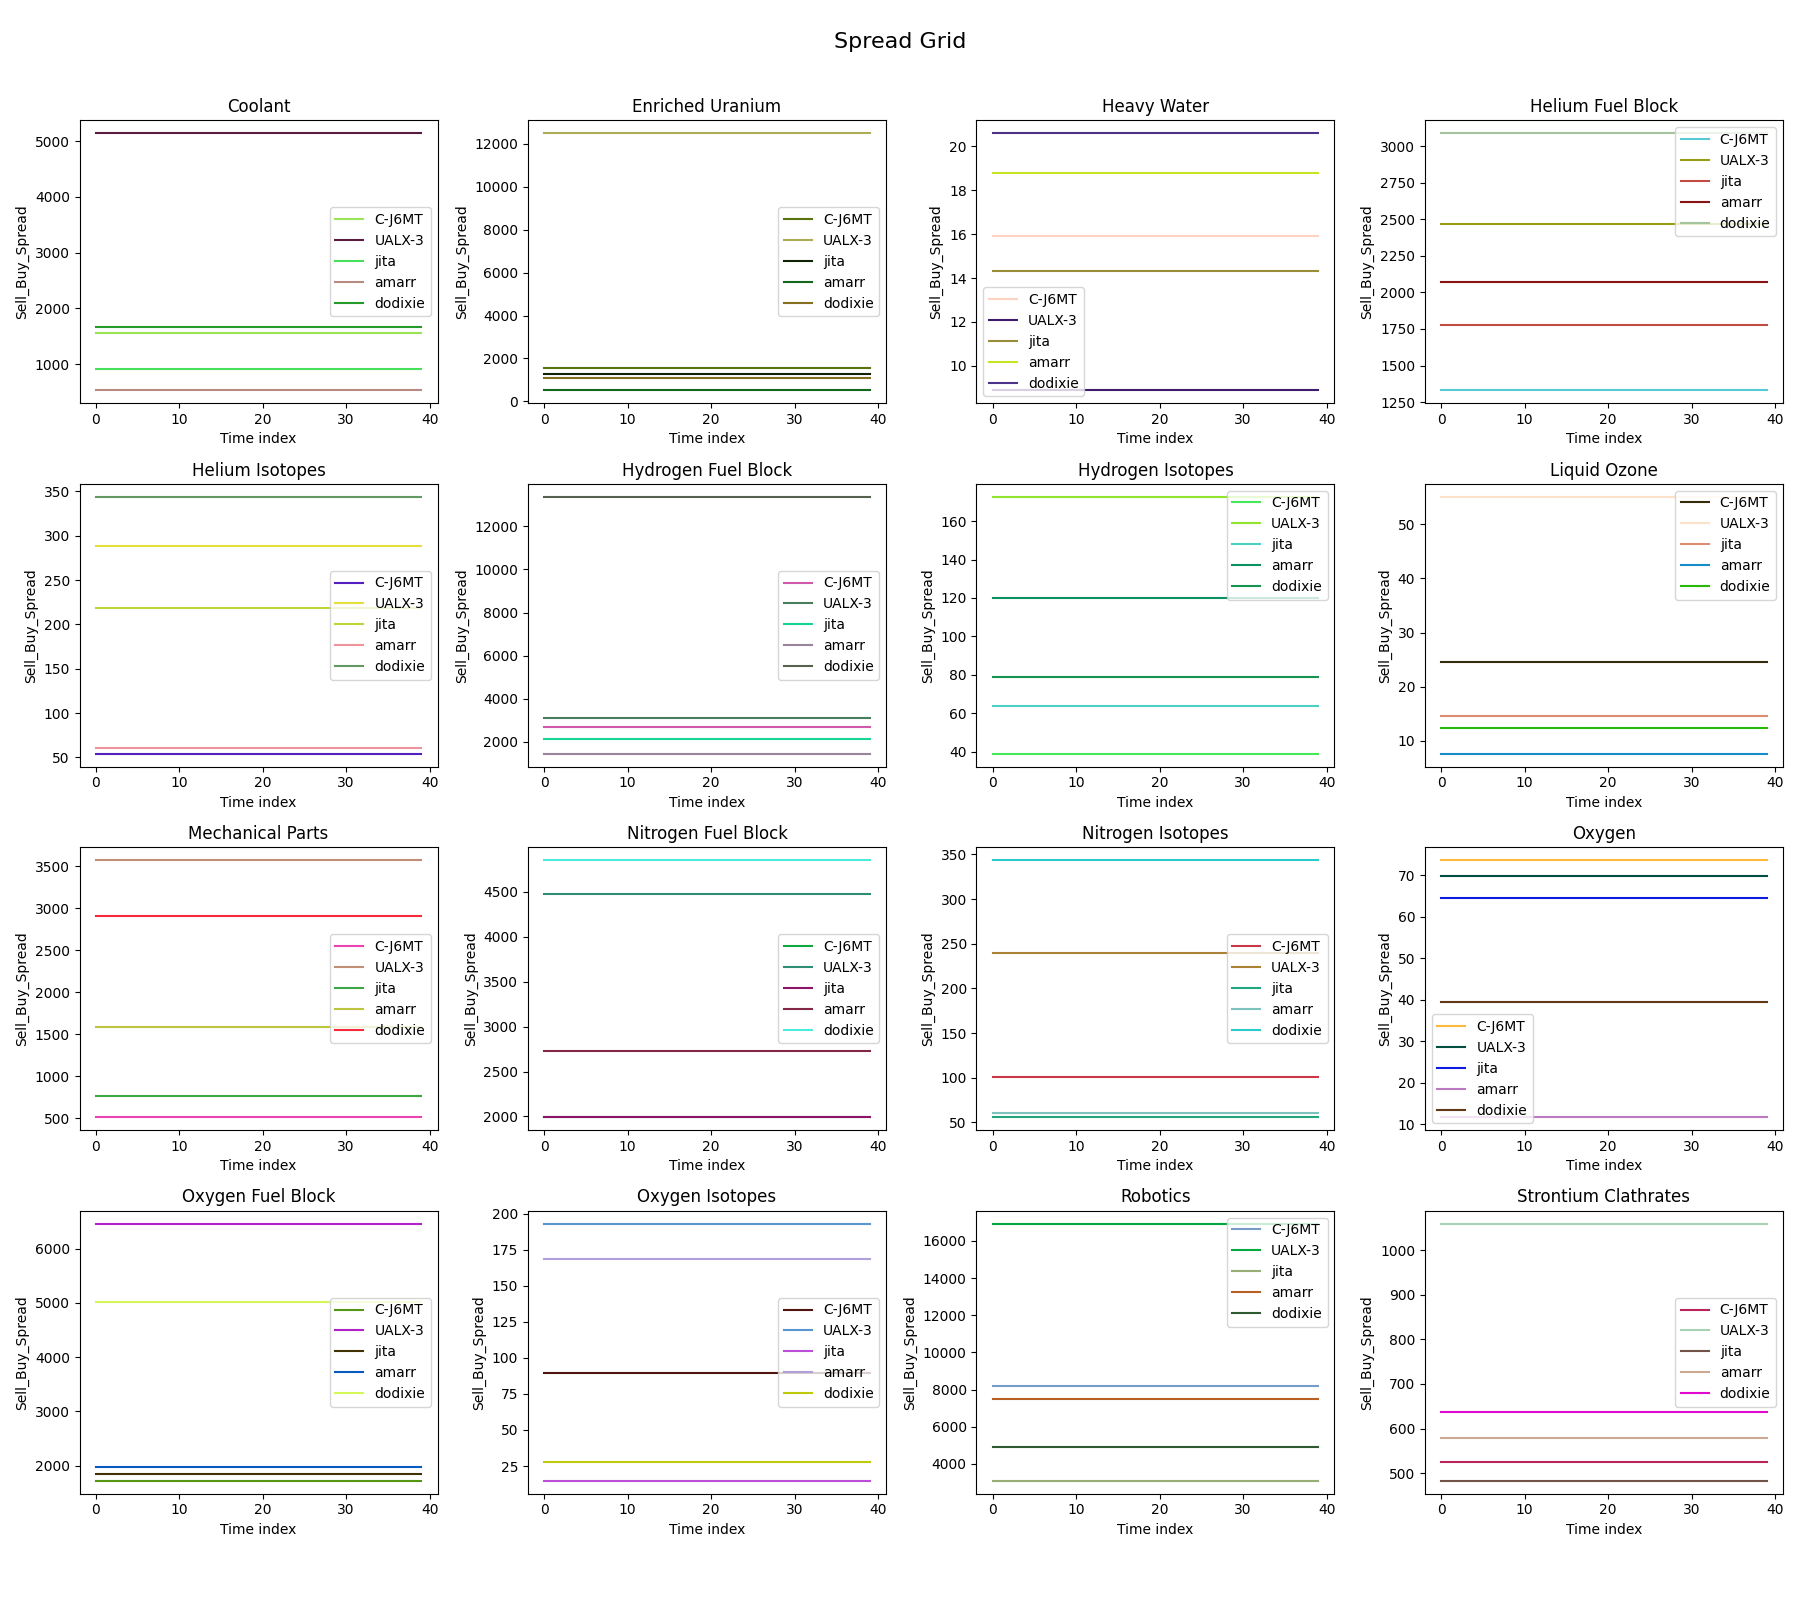 Spread Grid
Coolant
Sell_Buy_Spread
5000
4000
3000
2000
1000
C-J6MT
UALX-3
jita
amarr
dodixie
0 10 20 30 40
Time index
Enriched Uranium
Sell_Buy_Spread
12000
10000
8000
6000
4000
2000
0
C-J6MT
UALX-3
jita
amarr
dodixie
0 10 20 30 40
Time index
Heavy Water
Sell_Buy_Spread
20
18
16
14
12
10
C-J6MT
UALX-3
jita
amarr
dodixie
0 10 20 30 40
Time index
Helium Fuel Block
Sell_Buy_Spread
3000
2750
2500
2250
2000
1750
1500
1250
C-J6MT
UALX-3
jita
amarr
dodixie
0 10 20 30 40
Time index
Helium Isotopes
Sell_Buy_Spread
350
300
250
200
150
100
50
C-J6MT
UALX-3
jita
amarr
dodixie
0 10 20 30 40
Time index
Hydrogen Fuel Block
Sell_Buy_Spread
12000
10000
8000
6000
4000
2000
C-J6MT
UALX-3
jita
amarr
dodixie
0 10 20 30 40
Time index
Hydrogen Isotopes
Sell_Buy_Spread
160
140
120
100
80
60
40
C-J6MT
UALX-3
jita
amarr
dodixie
0 10 20 30 40
Time index
Liquid Ozone
Sell_Buy_Spread
50
40
30
20
10
C-J6MT
UALX-3
jita
amarr
dodixie
0 10 20 30 40
Time index
Mechanical Parts
Sell_Buy_Spread
3500
3000
2500
2000
1500
1000
500
C-J6MT
UALX-3
jita
amarr
dodixie
0 10 20 30 40
Time index
Nitrogen Fuel Block
Sell_Buy_Spread
4500
4000
3500
3000
2500
2000
C-J6MT
UALX-3
jita
amarr
dodixie
0 10 20 30 40
Time index
Nitrogen Isotopes
Sell_Buy_Spread
350
300
250
200
150
100
50
C-J6MT
UALX-3
jita
amarr
dodixie
0 10 20 30 40
Time index
Oxygen
Sell_Buy_Spread
70
60
50
40
30
20
10
C-J6MT
UALX-3
jita
amarr
dodixie
0 10 20 30 40
Time index
Oxygen Fuel Block
Sell_Buy_Spread
6000
5000
4000
3000
2000
C-J6MT
UALX-3
jita
amarr
dodixie
0 10 20 30 40
Time index
Oxygen Isotopes
Sell_Buy_Spread
200
175
150
125
100
75
50
25
C-J6MT
UALX-3
jita
amarr
dodixie
0 10 20 30 40
Time index
Robotics
Sell_Buy_Spread
16000
14000
12000
10000
8000
6000
4000
C-J6MT
UALX-3
jita
amarr
dodixie
0 10 20 30 40
Time index
Strontium Clathrates
Sell_Buy_Spread
1000
900
800
700
600
500
C-J6MT
UALX-3
jita
amarr
dodixie
0 10 20 30 40
Time index